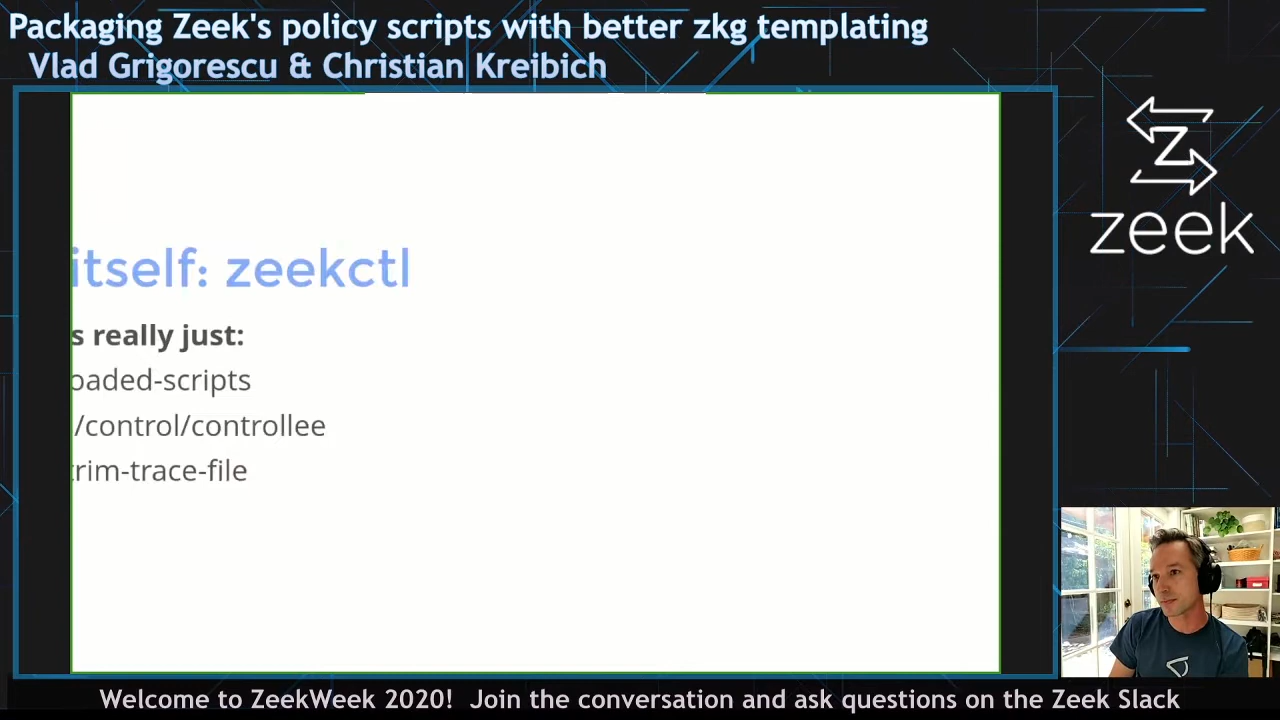 Packaging Zeek's policy scripts with better zkg templating
Vlad Grigorescu & Christian Kreibich
zeek
itself: zeekctl
s really just:
oaded-scripts
/control/controllee
trim-trace-file
Welcome to ZeekWeek 2020! Join the conversation and ask questions on the Zeek Slack